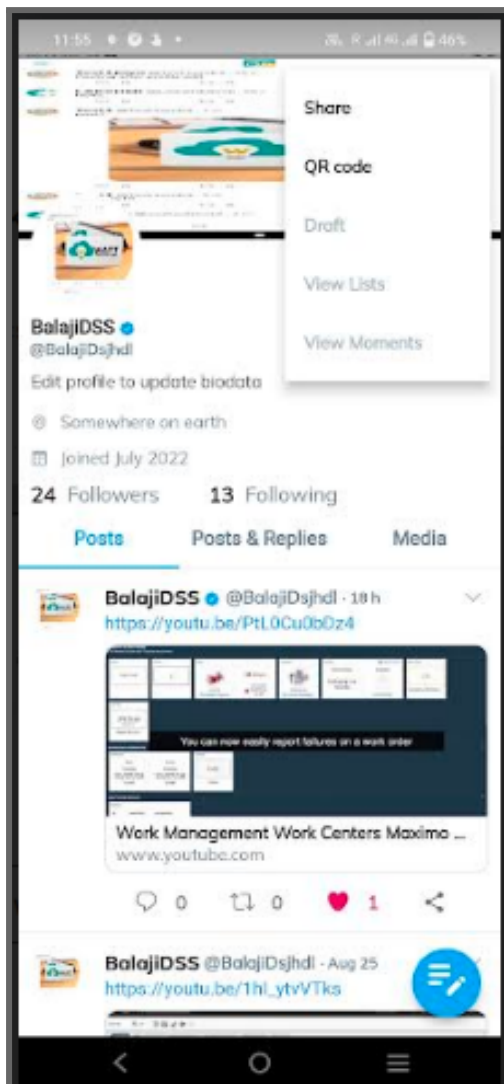 11:55
46%
Share
QR code
Draft
View Lists
View Moments
BalajiDSS
@BalajiDsjhdl
Edit profile to update biodata
Somewhere on earth
Joined July 2022
24 Followers 13 Following
Posts Posts & Replies Media
BalajiDSS @BalajiDsjhdl · 18 h
https://youtu.be/PtL0Cu0bDz4
You can now easily report failures on a work order
Work Management Work Centers Maximo ...
www.youtube.com
0 0 1
BalajiDSS @BalajiDsjhdl · Aug 25
https://youtu.be/1hl_ytvVTks